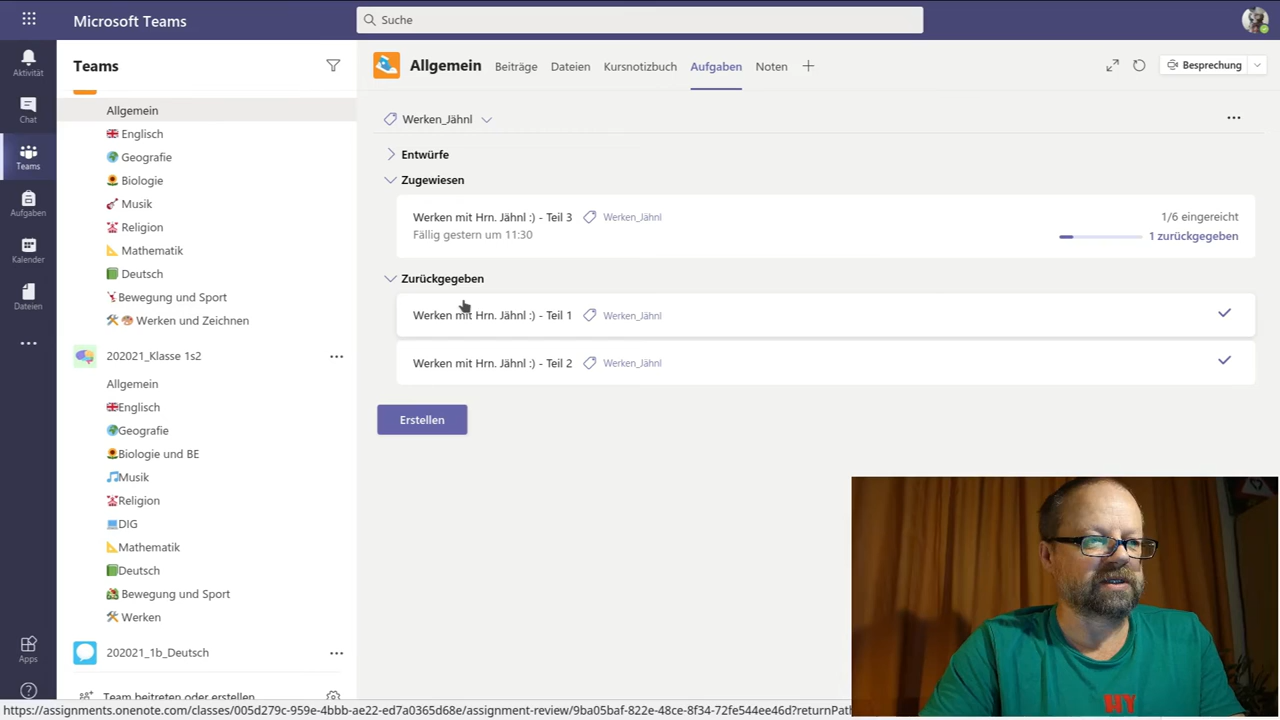 Microsoft Teams
Suche
Aktivität
Chat
Teams
Aufgaben
Kalender
Dateien
Apps
Teams
Allgemein
Englisch
Geografie
Biologie
Musik
Religion
Mathematik
Deutsch
Bewegung und Sport
Werken und Zeichnen
202021_Klasse 1s2
Allgemein
Englisch
Geografie
Biologie und BE
Musik
Religion
DIG
Mathematik
Deutsch
Bewegung und Sport
Werken
202021_1b_Deutsch
Team beitreten oder erstellen
Allgemein Beiträge Dateien Kursnotizbuch Aufgaben Noten
Besprechung
Werken_Jähnl
Entwürfe
Zugewiesen
Werken mit Hrn. Jähnl :) - Teil 3 Werken_Jähnl 1/6 eingereicht
Fällig gestern um 11:30 1 zurückgegeben
Zurückgegeben
Werken mit Hrn. Jähnl :) - Teil 1 Werken_Jähnl
Werken mit Hrn. Jähnl :) - Teil 2 Werken_Jähnl
Erstellen
DIY
https://assignments.onenote.com/classes/005d279c-959e-4bbb-ae22-ed7a0c5d68e/assignment-review/9ba05baf-822e-48ce-8f34-72fe544ee46d?returnPath